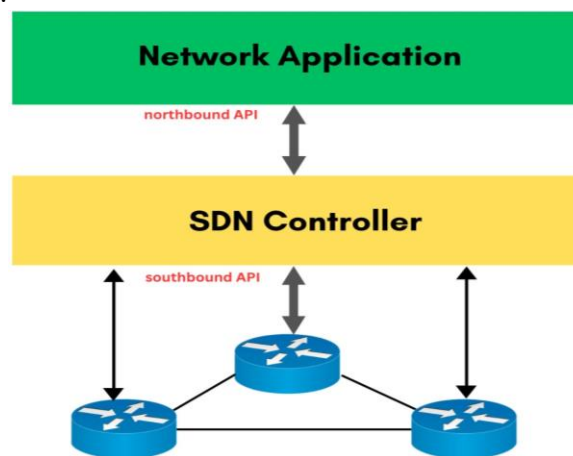 Network Application
northbound API
SDN Controller
southbound API